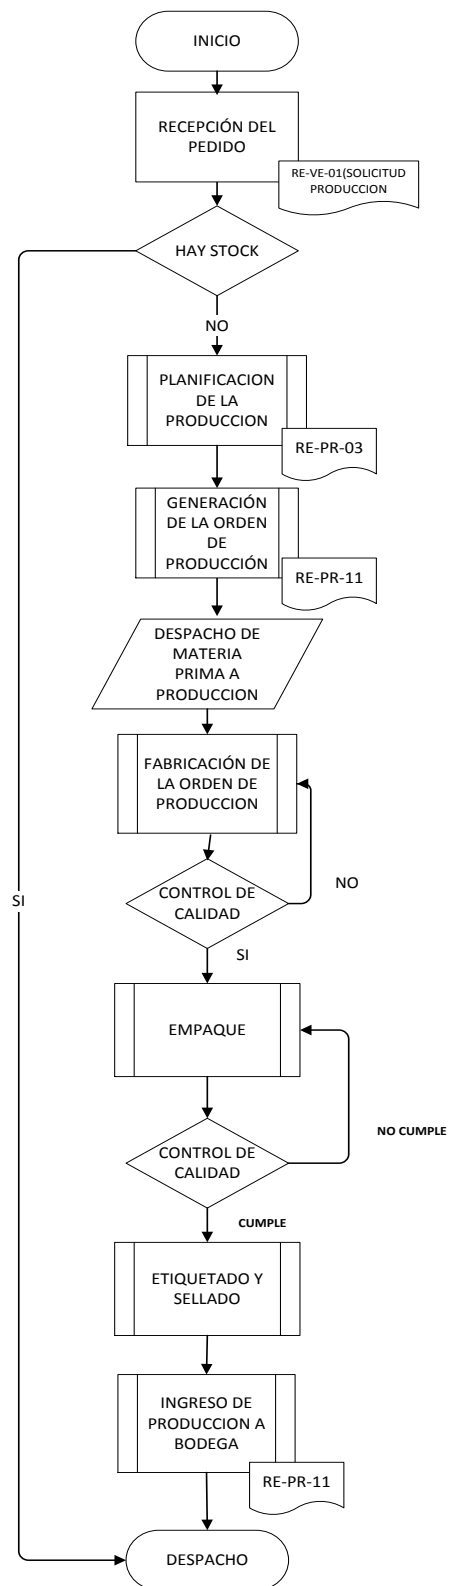 INICIO
RECEPCIÓN DEL
PEDIDO
RE-VE-01(SOLICITUD
PRODUCCION
HAY STOCK
NO
PLANIFICACION
DE LA
PRODUCCION
RE-PR-03
GENERACIÓN
DE LA ORDEN
DE
PRODUCCIÓN
RE-PR-11
DESPACHO DE
MATERIA
PRIMA A
PRODUCCION
FABRICACIÓN DE
LA ORDEN DE
PRODUCCION
CONTROL DE
CALIDAD
NO
SI
SI
EMPAQUE
CONTROL DE
CALIDAD
NO CUMPLE
CUMPLE
ETIQUETADO Y
SELLADO
INGRESO DE
PRODUCCION A
BODEGA
RE-PR-11
DESPACHO